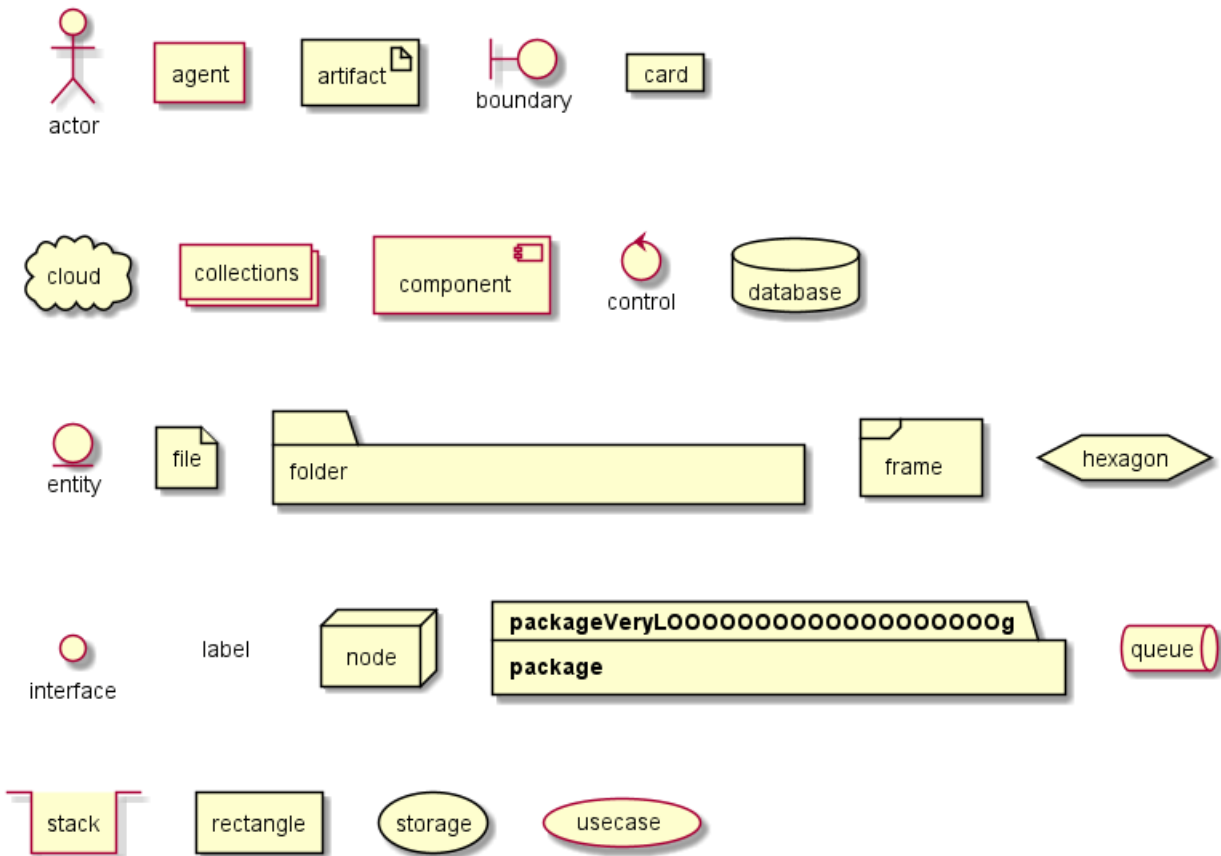 actor
agent
artifact
boundary
card
cloud
collections
component
control
database
entity
file
folder
frame
hexagon
interface
label
node
packageVeryLOOOOOOOOOOOOOOOOOOOg
package
queue
stack
rectangle
storage
usecase